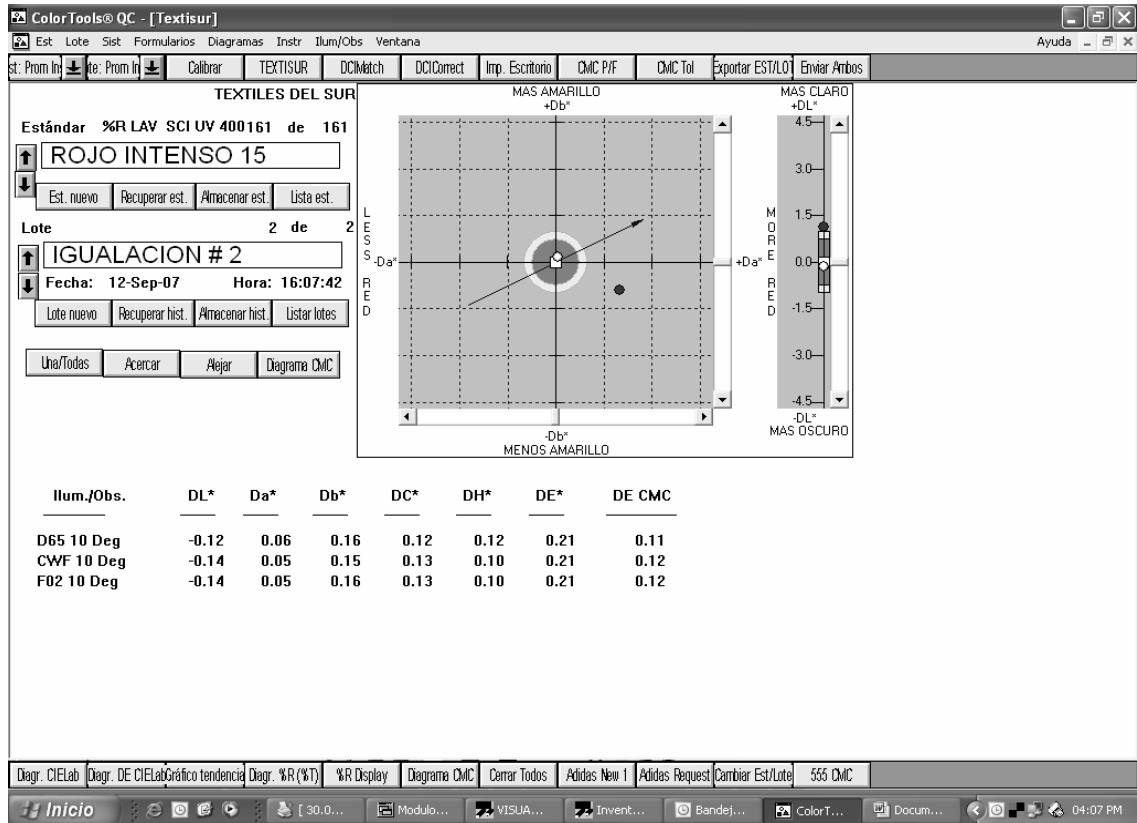 ColorTools® QC - [Textisur]
Est Lote Sist Formularios Diagramas Instr Ilum/Obs Ventana Ayuda
st: Prom In te: Prom In Calibrar TEXTISUR DCIMatch DCICorrect Imp. Escritorio CMC P/F CMC Tol Exportar EST/LOT Enviar Ambos
TEXTILES DEL SUR
Estándar %R LAV SCI UV 400 161 de 161
ROJO INTENSO 15
Est. nuevo Recuperar est. Almacenar est. Lista est.
Lote 2 de 2
IGUALACION # 2
Fecha: 12-Sep-07 Hora: 16:07:42
Lote nuevo Recuperar hist. Almacenar hist. Listar lotes
Una/Todas Acercar Alejar Diagrama CMC
MAS AMARILLO
+Db*
LESS RED
-Da*
+Da*
MORE RED
-Db*
MENOS AMARILLO
MAS CLARO
+DL*
4.5
3.0
1.5
0.0
-1.5
-3.0
-4.5
-DL*
MAS OSCURO
Ilum./Obs. DL* Da* Db* DC* DH* DE* DE CMC
D65 10 Deg -0.12 0.06 0.16 0.12 0.12 0.21 0.11
CWF 10 Deg -0.14 0.05 0.15 0.13 0.10 0.21 0.12
F02 10 Deg -0.14 0.05 0.16 0.13 0.10 0.21 0.12
Diagr. CIELab Diagr. DE CIELab Gráfico tendencia Diagr. %R (%T) %R Display Diagrama CMC Cerrar Todos Adidas New 1 Adidas Request Cambiar Est/Lote 555 CMC
Inicio [ 30.0... Modulo... VISUA... Invent... Bandej... ColorT... Docum... 04:07 PM